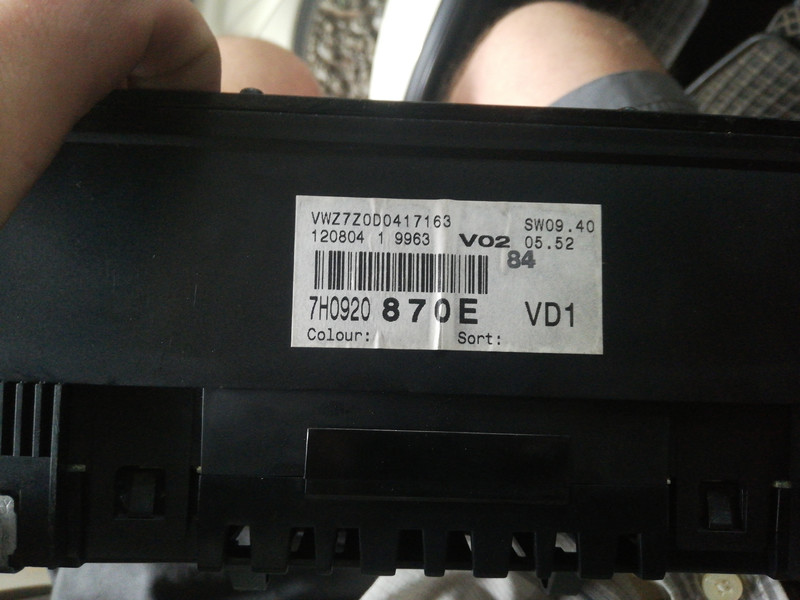 VWZ7Z0D0417163 SW09.40
120804 1 9963 V02 05.52
84
7H0920 870E VD1
Colour: Sort: